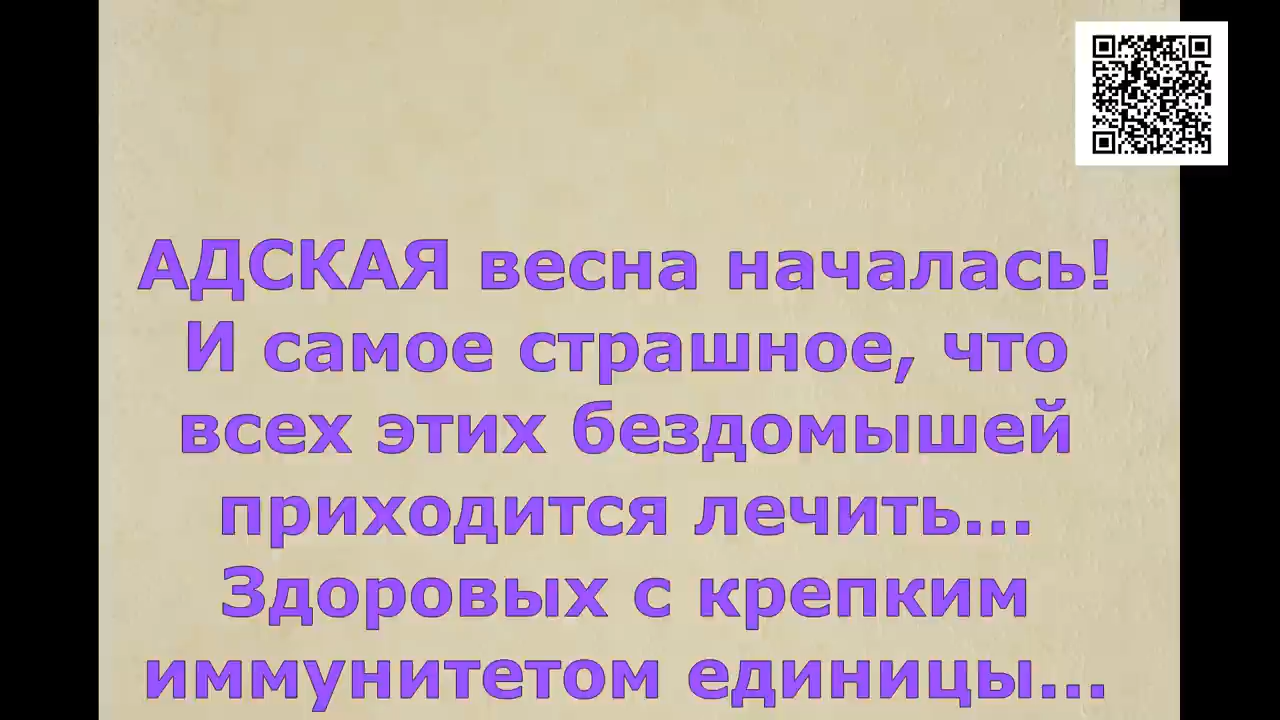 АДСКАЯ весна началась!
И самое страшное, что
всех этих бездомышей
приходится лечить...
Здоровых с крепким
иммунитетом единицы...